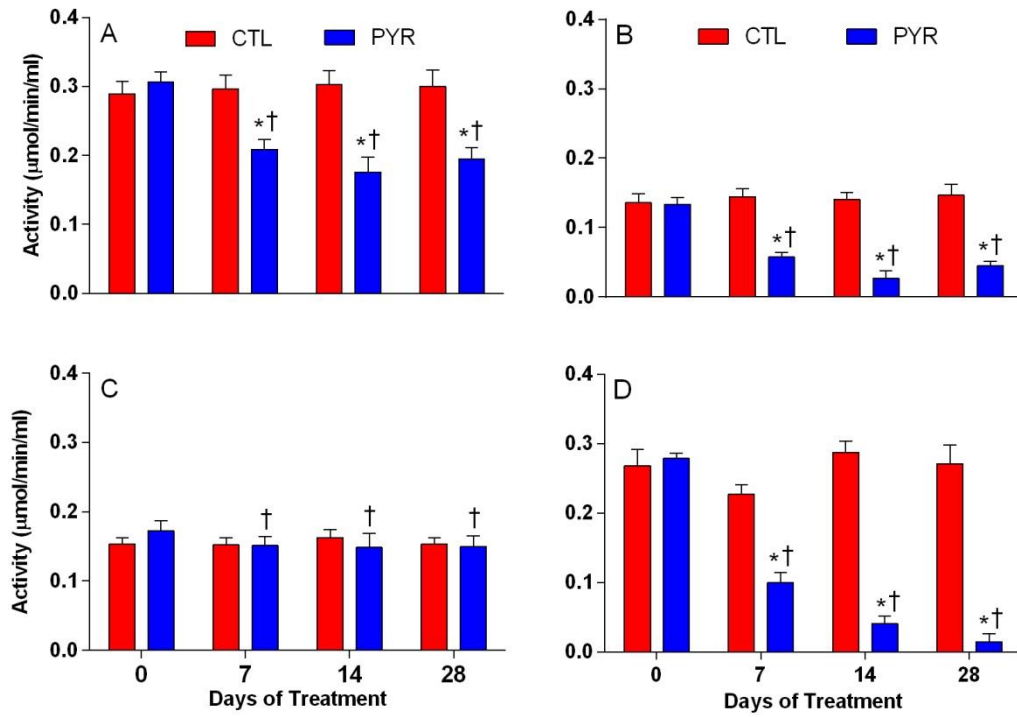 A CTL PYR
B CTL PYR
Activity (µmol/min/ml)
0.4
0.3
0.2
0.1
0.0
*† *† *†
0.4
0.3
0.2
0.1
0.0
*† *† *†
C
Activity (µmol/min/ml)
0.4
0.3
0.2
0.1
0.0
† † †
0 7 14 28
Days of Treatment
D
0.4
0.3
0.2
0.1
0.0
*† *† *†
0 7 14 28
Days of Treatment